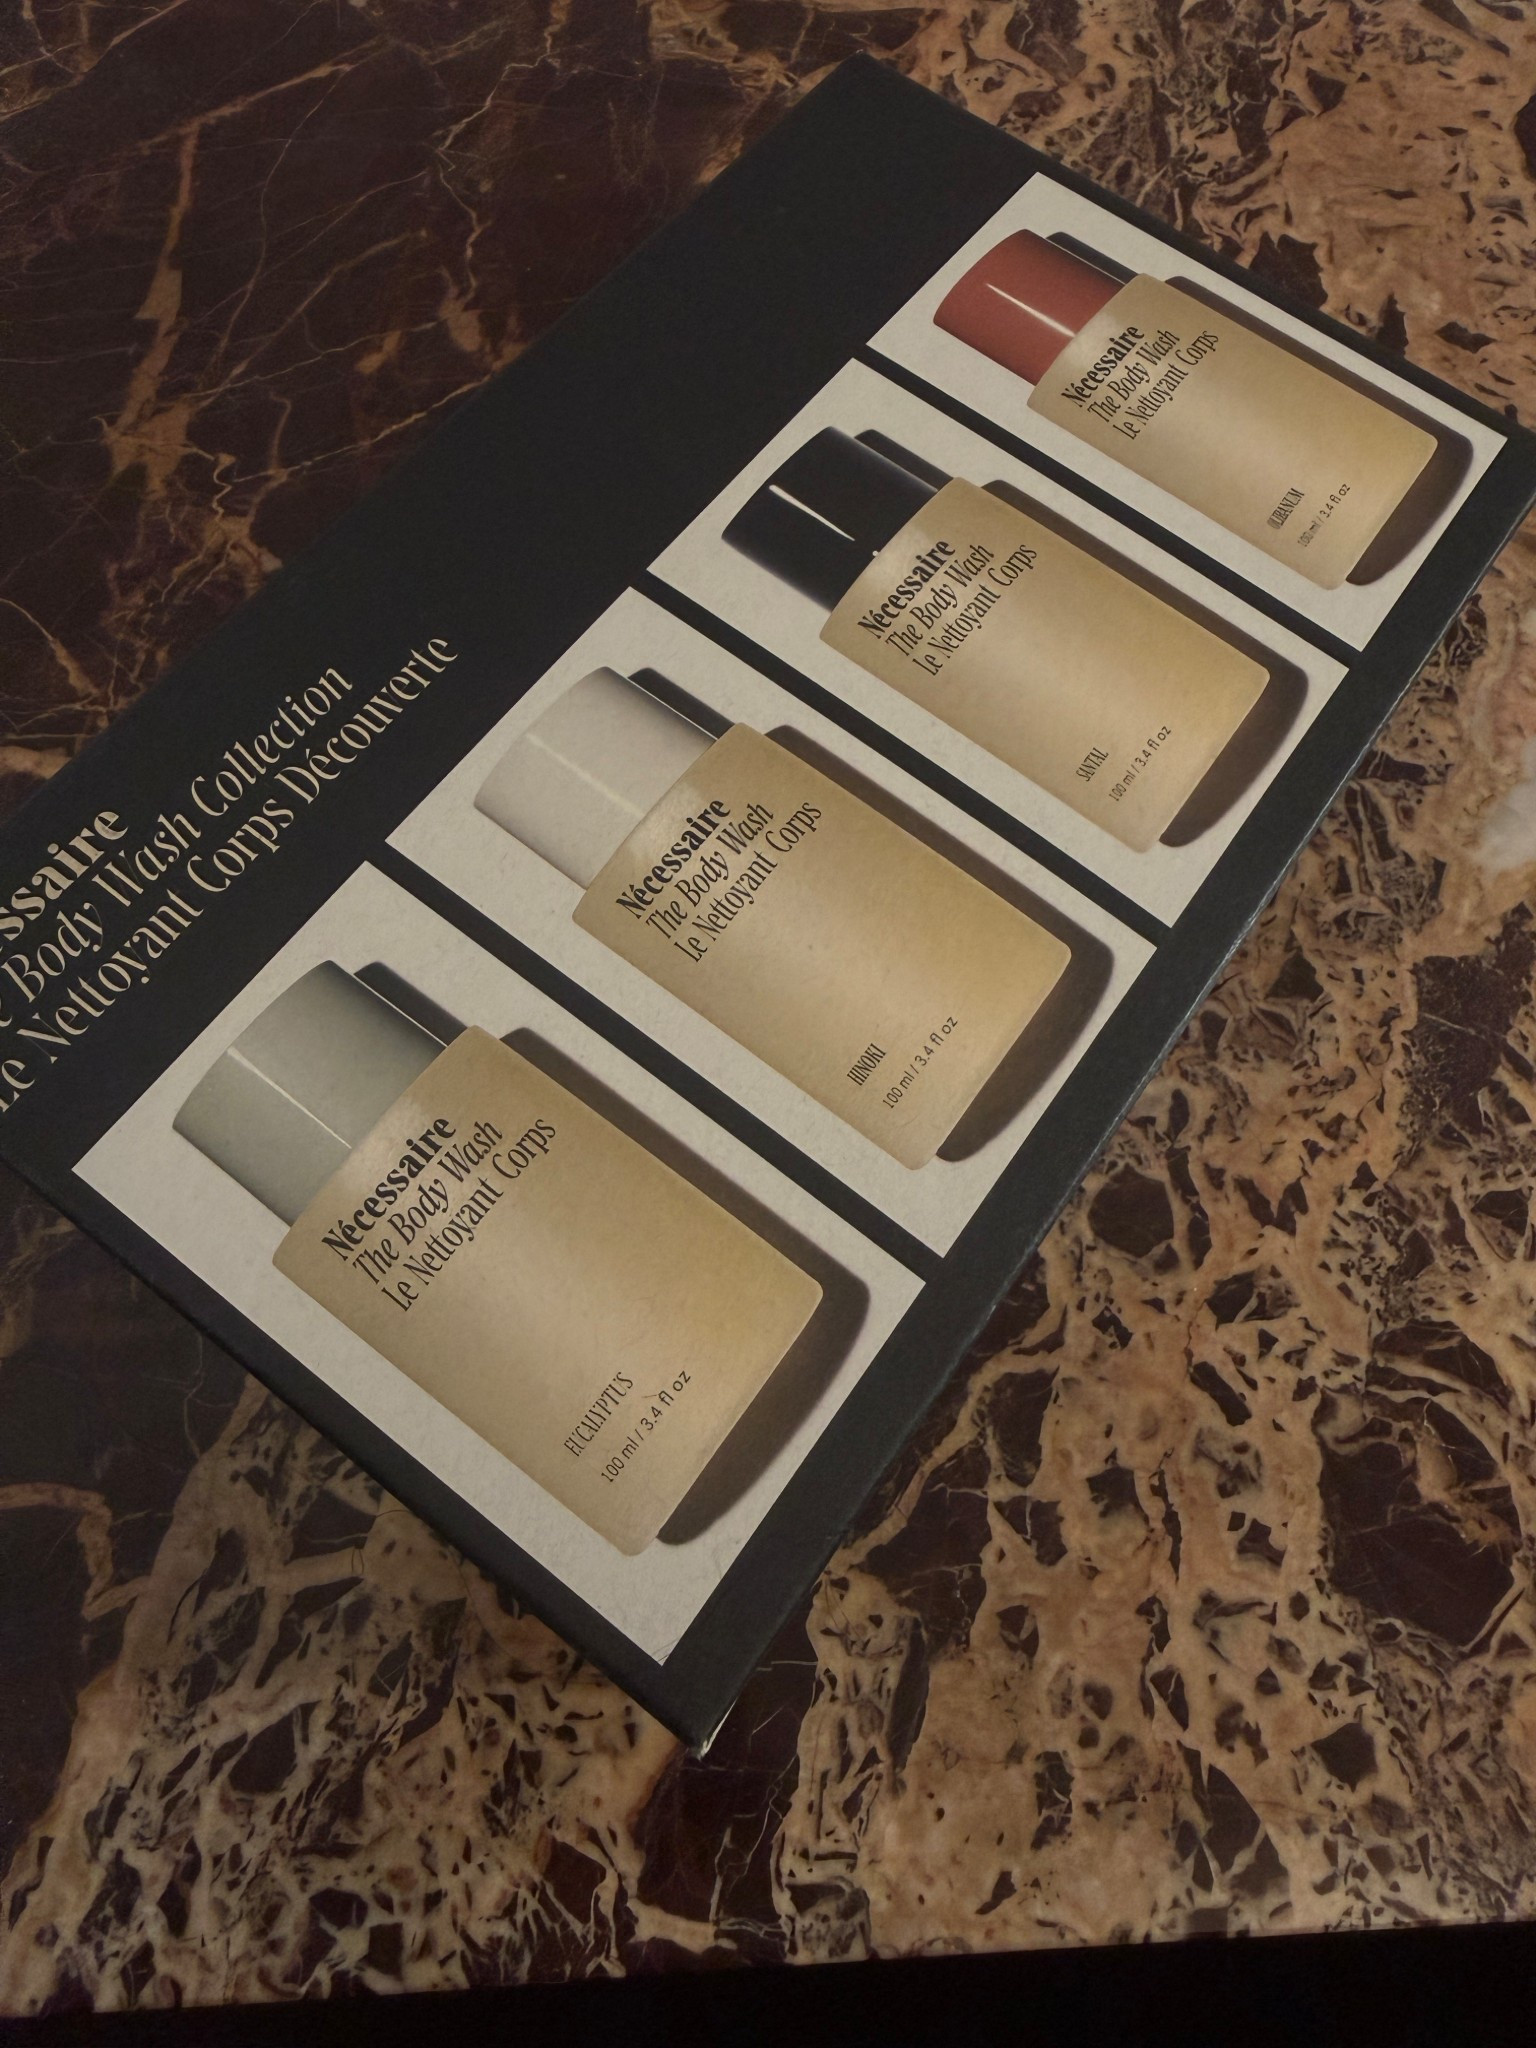 The Body Wash Collection
Le Nettoyant Corps Découverte
Nécessaire
The Body Wash
Le Nettoyant Corps
EUCALYPTUS
100 ml / 3.4 fl oz
Nécessaire
The Body Wash
Le Nettoyant Corps
HINOKI
100 ml / 3.4 fl oz
Nécessaire
The Body Wash
Le Nettoyant Corps
SANTAL
100 ml / 3.4 fl oz
Nécessaire
The Body Wash
Le Nettoyant Corps
OLIBANUM
100 ml / 3.4 fl oz